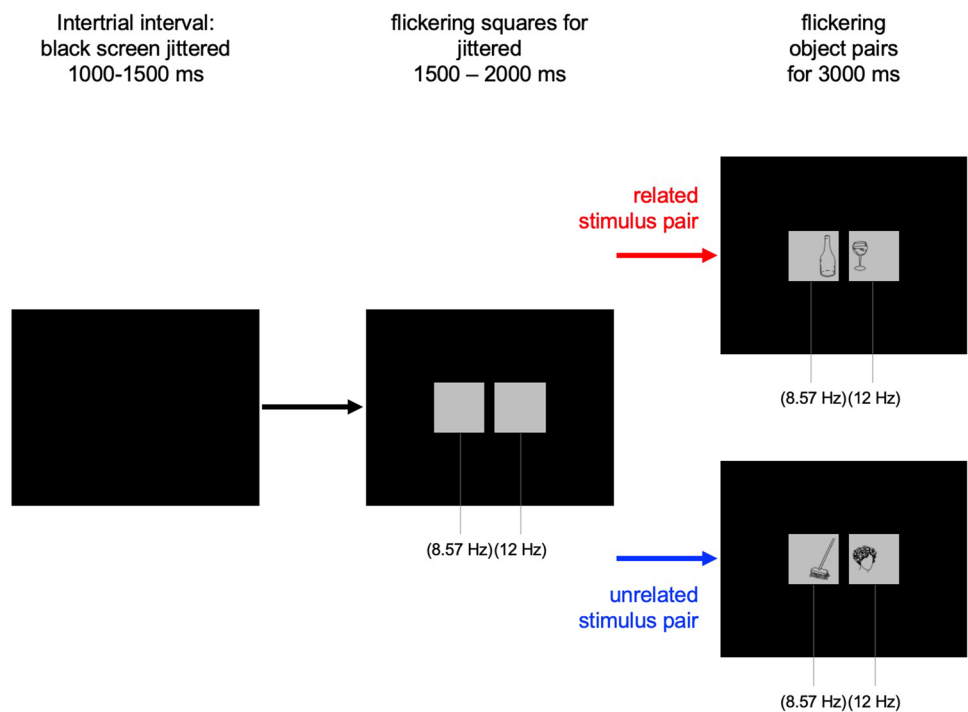 Intertrial interval:
black screen jittered
1000-1500 ms
flickering squares for
jittered
1500 – 2000 ms
flickering
object pairs
for 3000 ms
related
stimulus pair
(8.57 Hz)(12 Hz)
(8.57 Hz)(12 Hz)
unrelated
stimulus pair
(8.57 Hz)(12 Hz)